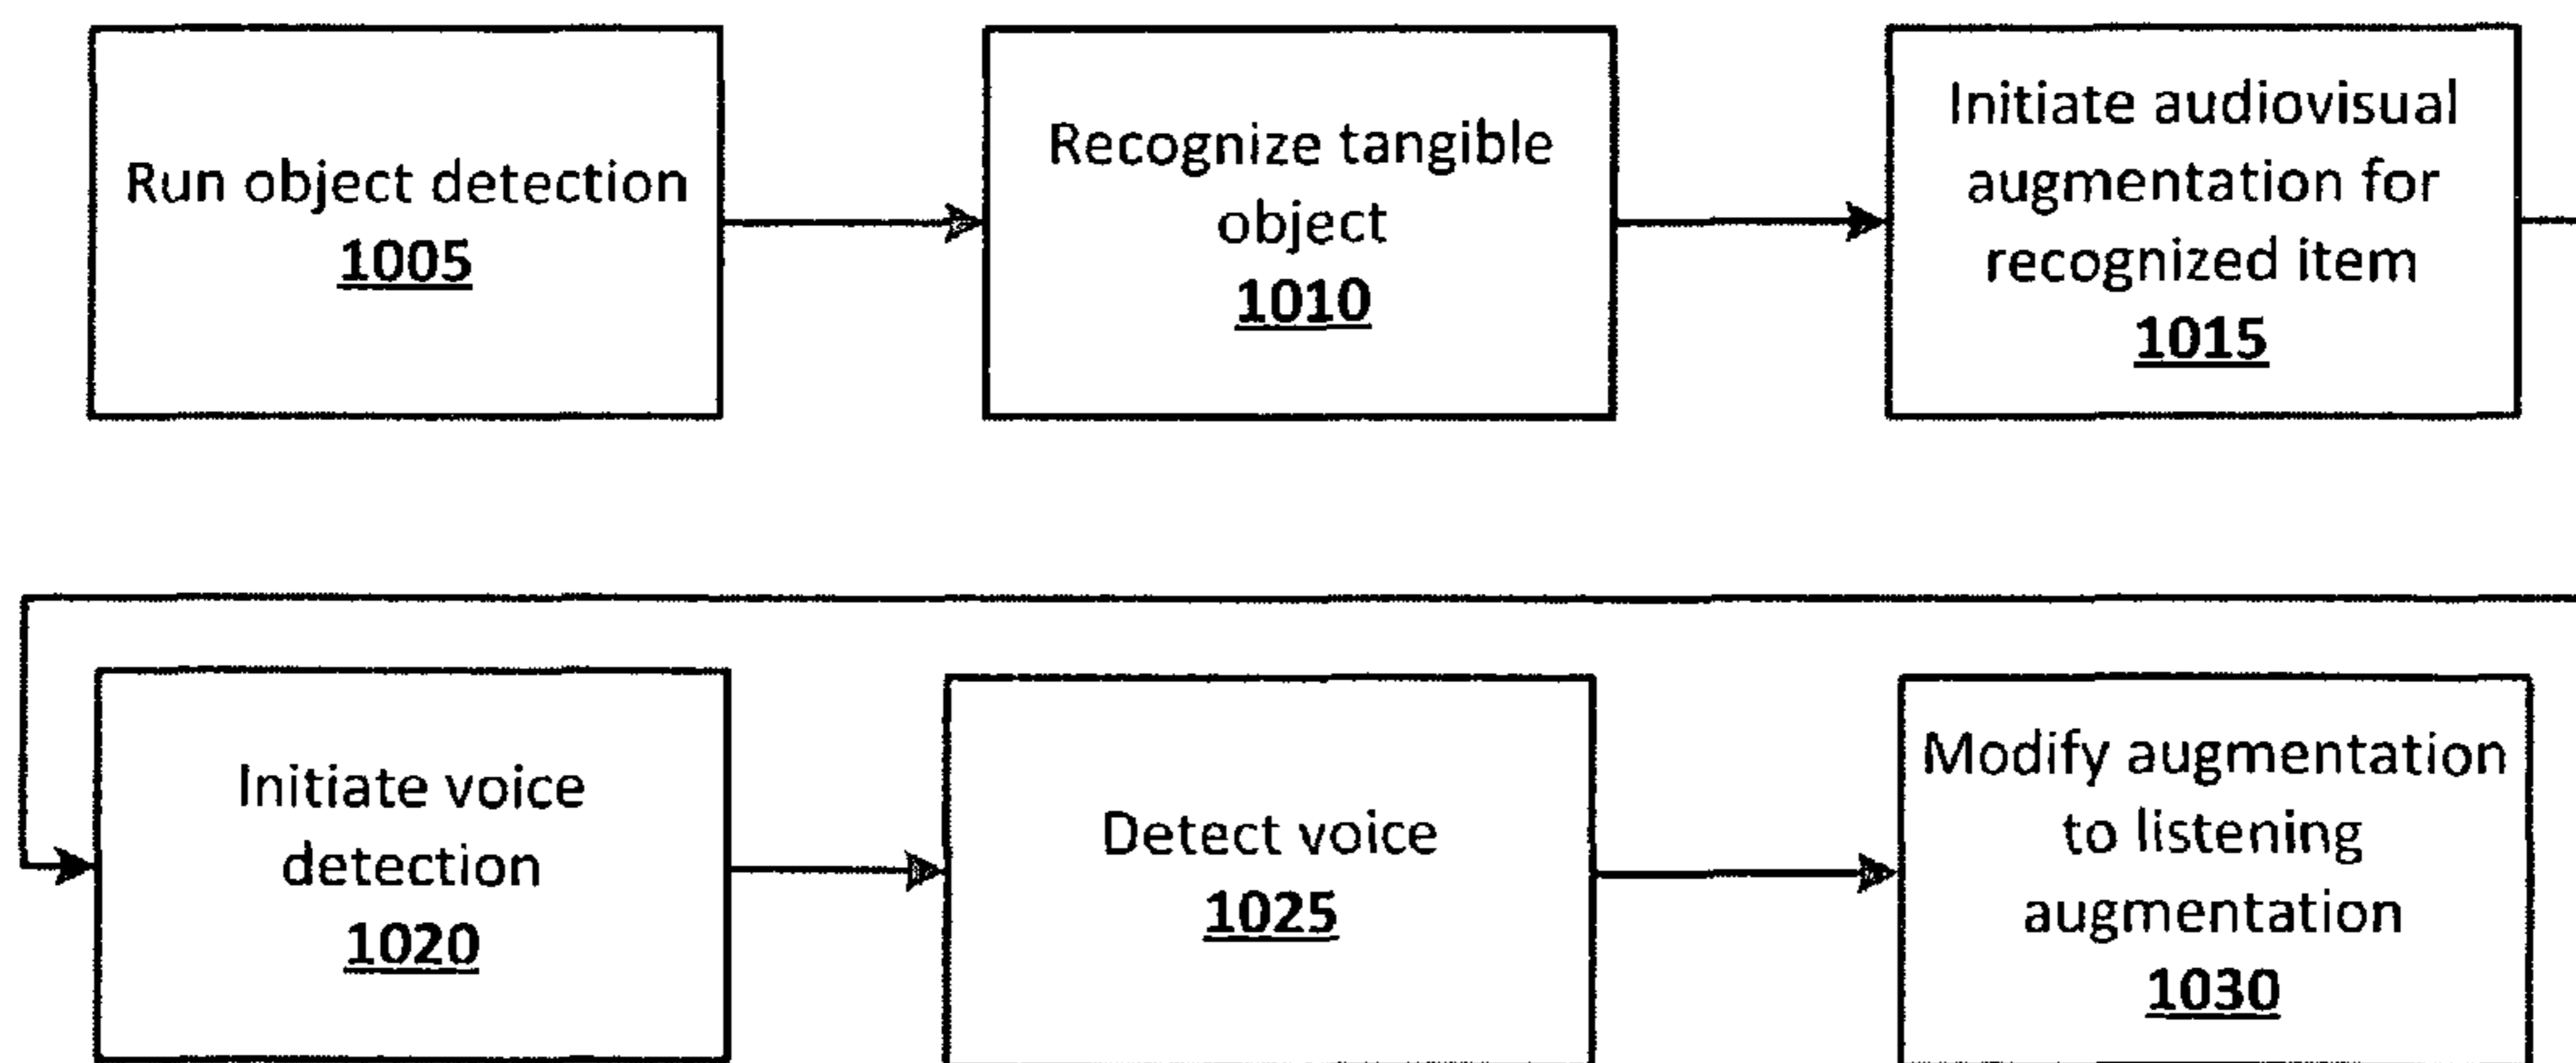 Run object detection
1005
Recognize tangible
object
1010
Initiate audiovisual
augmentation for
recognized item
1015
Initiate voice
detection
1020
Detect voice
1025
Modify augmentation
to listening
augmentation
1030